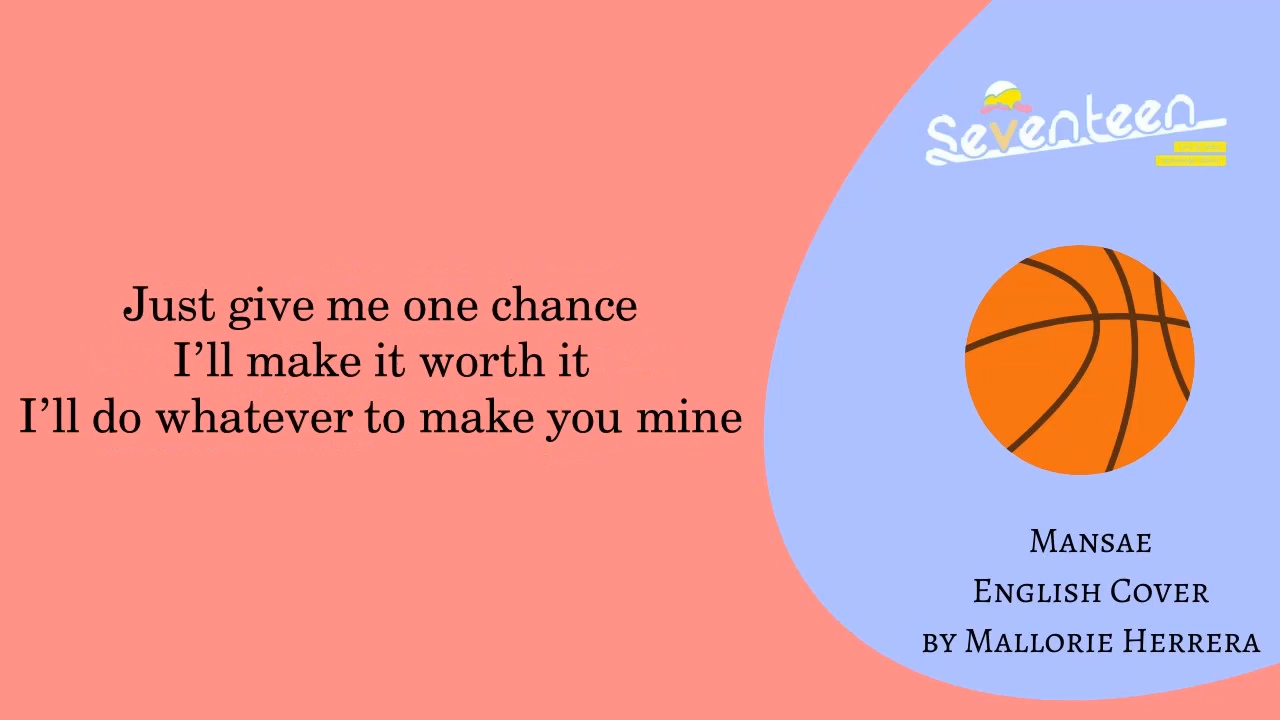 Just give me one chance
I’ll make it worth it
I’ll do whatever to make you mine
Seventeen
Mansae
English Cover
by Mallorie Herrera